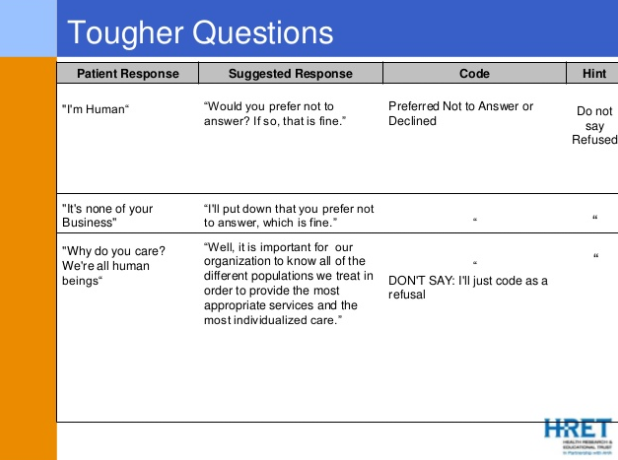 Tougher Questions
Patient Response Suggested Response Code Hint
"I'm Human“
“Would you prefer not to
answer? If so, that is fine.”
Preferred Not to Answer or
Declined
Do not
say
Refused
"It's none of your
Business"
“I'll put down that you prefer not
to answer, which is fine.”
“
“
"Why do you care?
We're all human
beings“
“Well, it is important for our
organization to know all of the
different populations we treat in
order to provide the most
appropriate services and the
most individualized care.”
“
DON'T SAY: I'll just code as a
refusal
“
HRET
HEALTH RESEARCH &
EDUCATIONAL TRUST
In Partnership with AHA